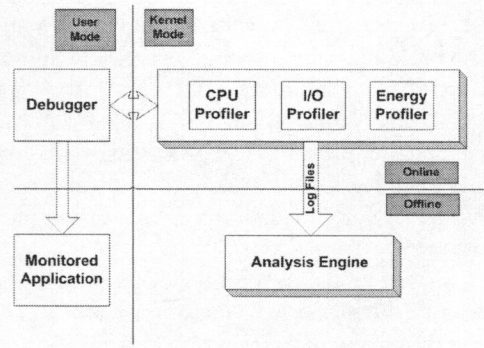 User
Mode
Kernel
Mode
Debugger
CPU
Profiler
I/O
Profiler
Energy
Profiler
Log Files
Online
Offline
Monitored
Application
Analysis Engine